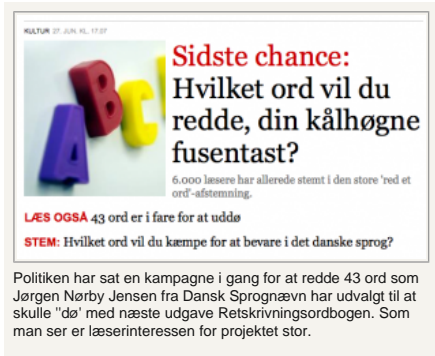 KULTUR 27. JUN. KL. 17.07
A B C
Sidste chance:
Hvilket ord vil du
redde, din kålhøgne
fusentast?
6.000 læsere har allerede stemt i den store 'red et
ord'-afstemning.
LÆS OGSÅ 43 ord er i fare for at uddø
STEM: Hvilket ord vil du kæmpe for at bevare i det danske sprog?
Politiken har sat en kampagne i gang for at redde 43 ord som
Jørgen Nørby Jensen fra Dansk Sprognævn har udvalgt til at
skulle "dø' med næste udgave Retskrivningsordbogen. Som
man ser er læserinteressen for projektet stor.